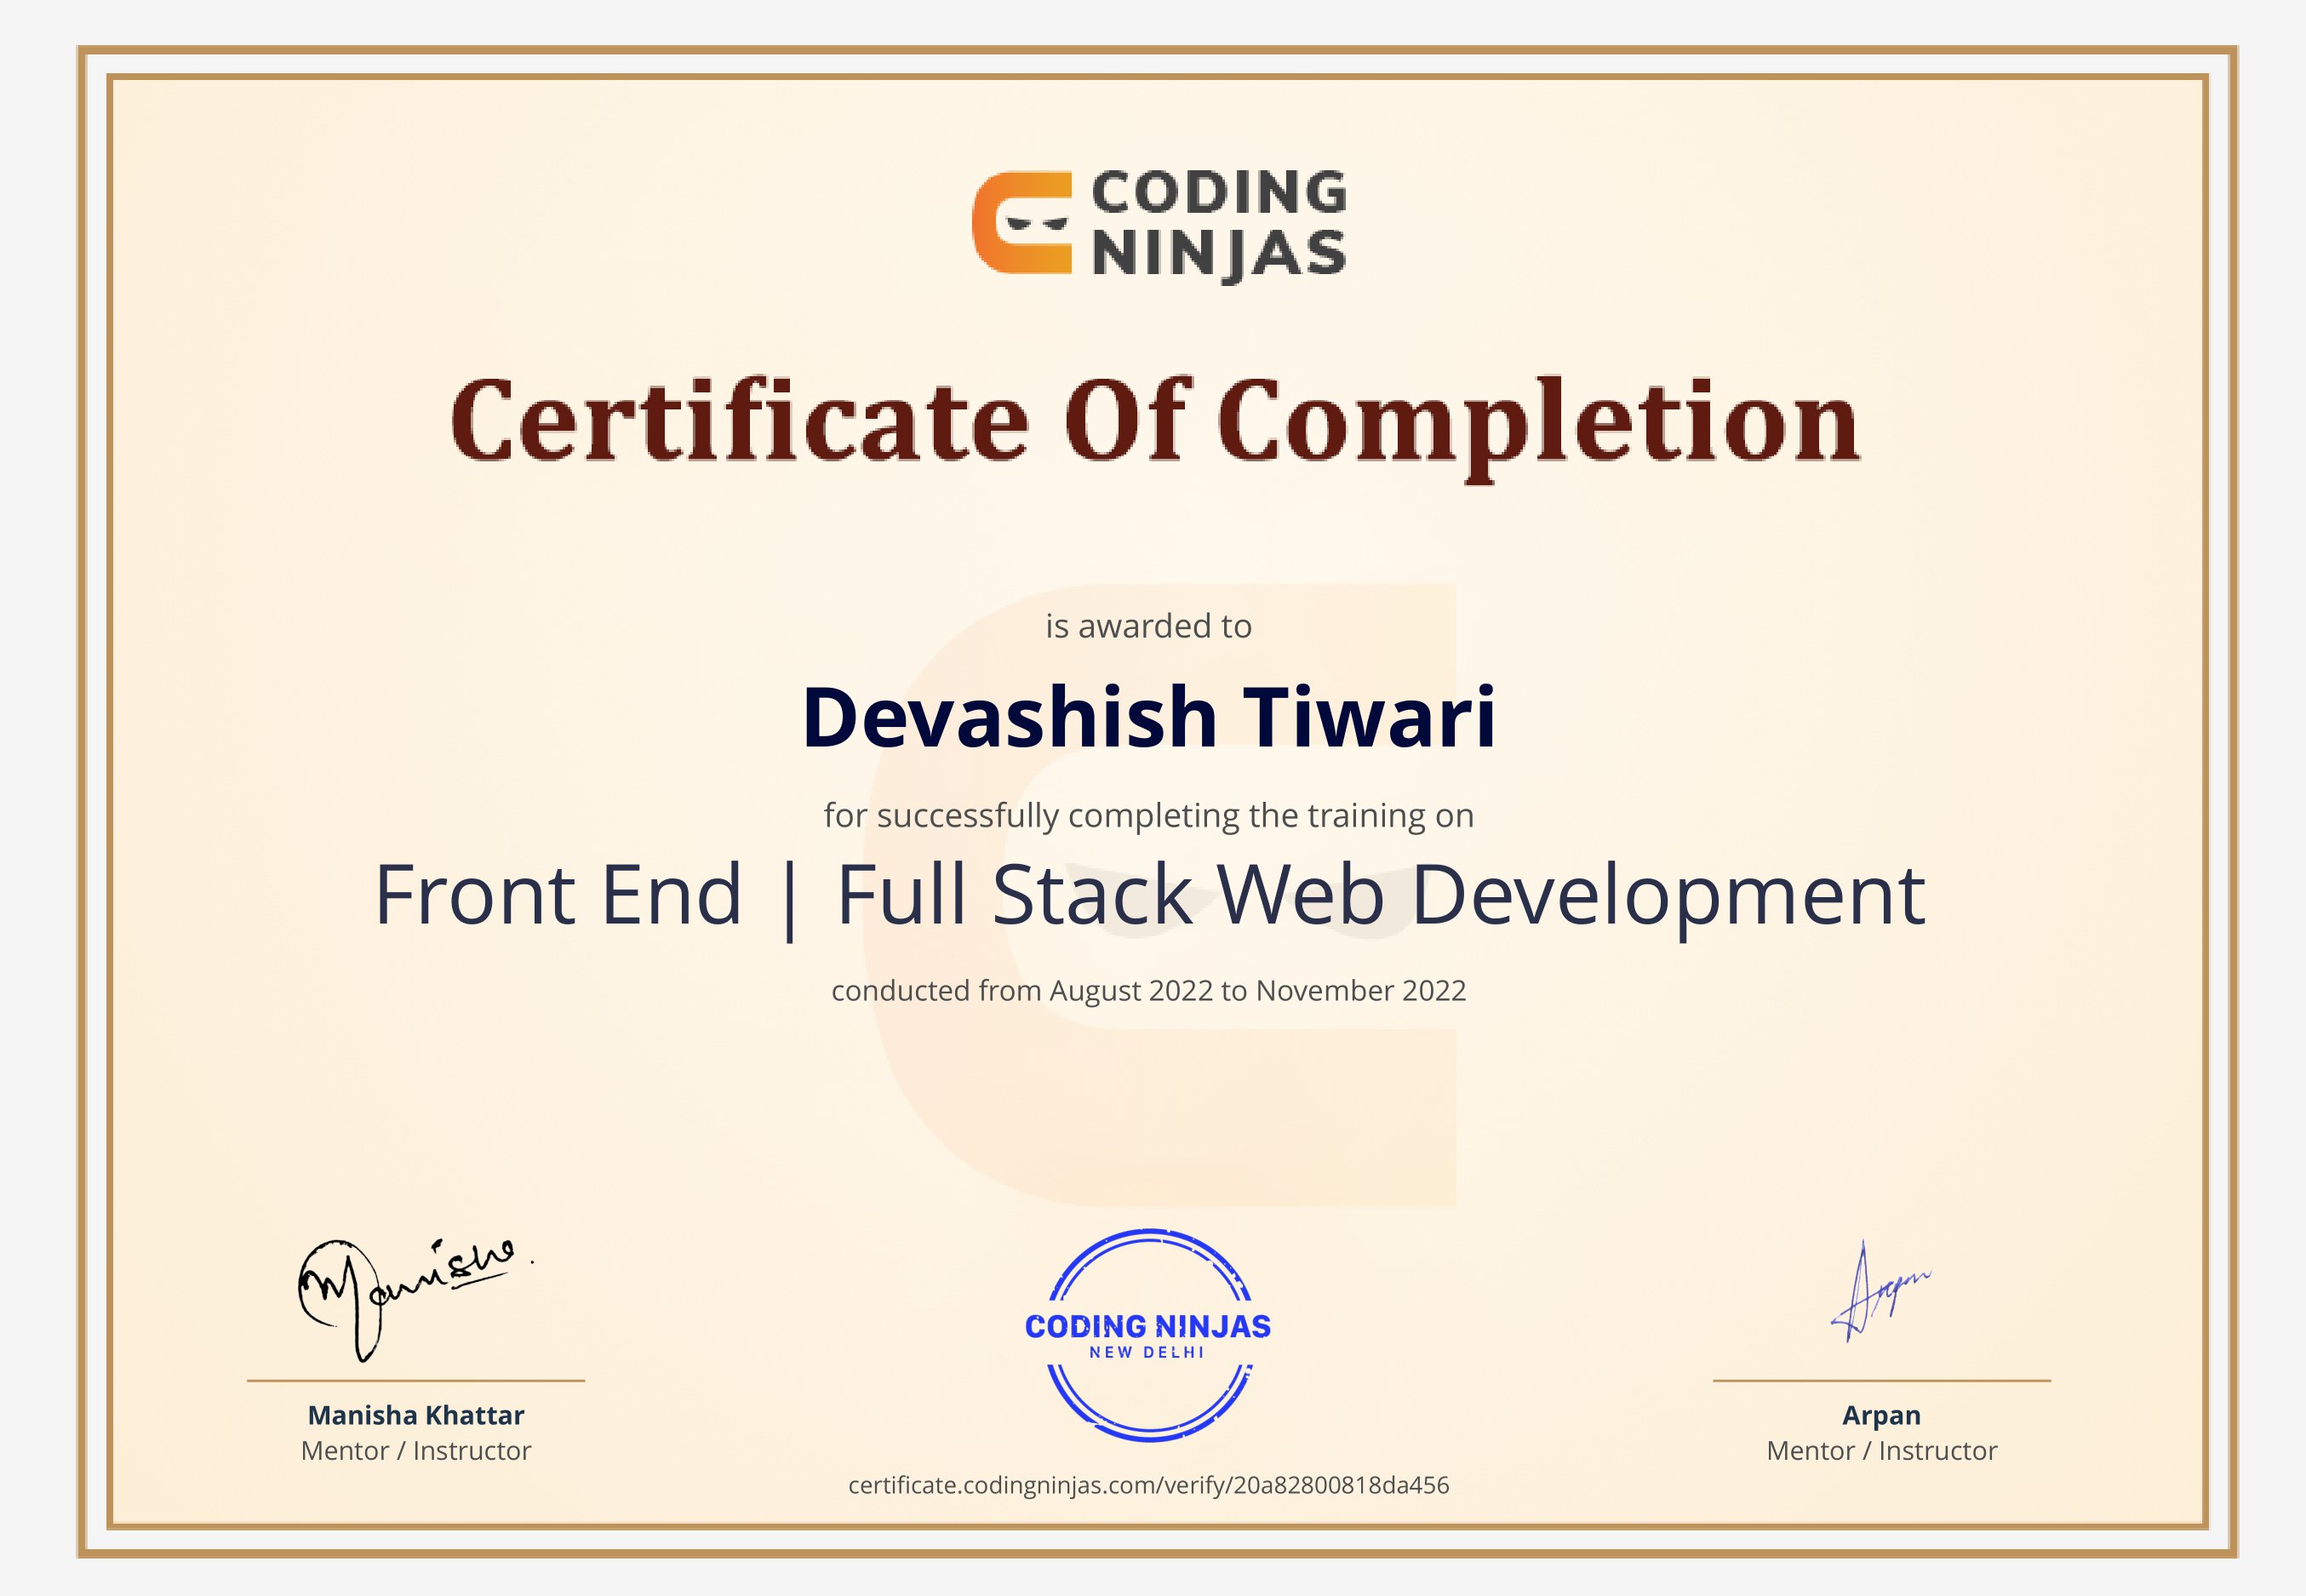 CODING
NINJAS
Certificate Of Completion
is awarded to
Devashish Tiwari
for successfully completing the training on
Front End | Full Stack Web Development
conducted from August 2022 to November 2022
Manisha.
CODING NINJAS
NEW DELHI
Arpan
Manisha Khattar
Mentor / Instructor
Arpan
Mentor / Instructor
certificate.codingninjas.com/verify/20a82800818da456